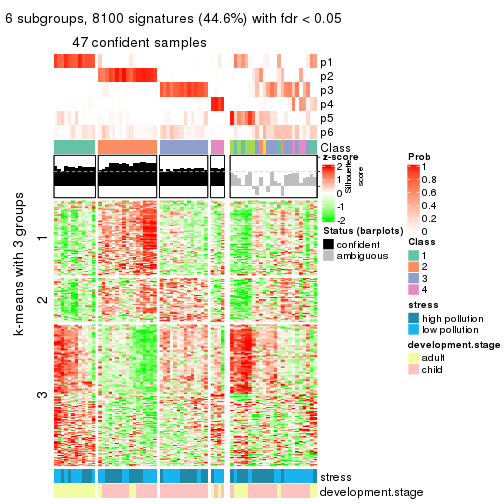 6 subgroups, 8100 signatures (44.6%) with fdr < 0.05
47 confident samples
p1
p2
p3
p4
p5
p6
Class
z-score
2
1
0
-1
-2
Silhouette
score
Status (barplots)
confident
ambiguous
k-means with 3 groups
1
2
3
stress
development.stage
Prob
1
0.8
0.6
0.4
0.2
0
Class
1
2
3
4
stress
high pollution
low pollution
development.stage
adult
child